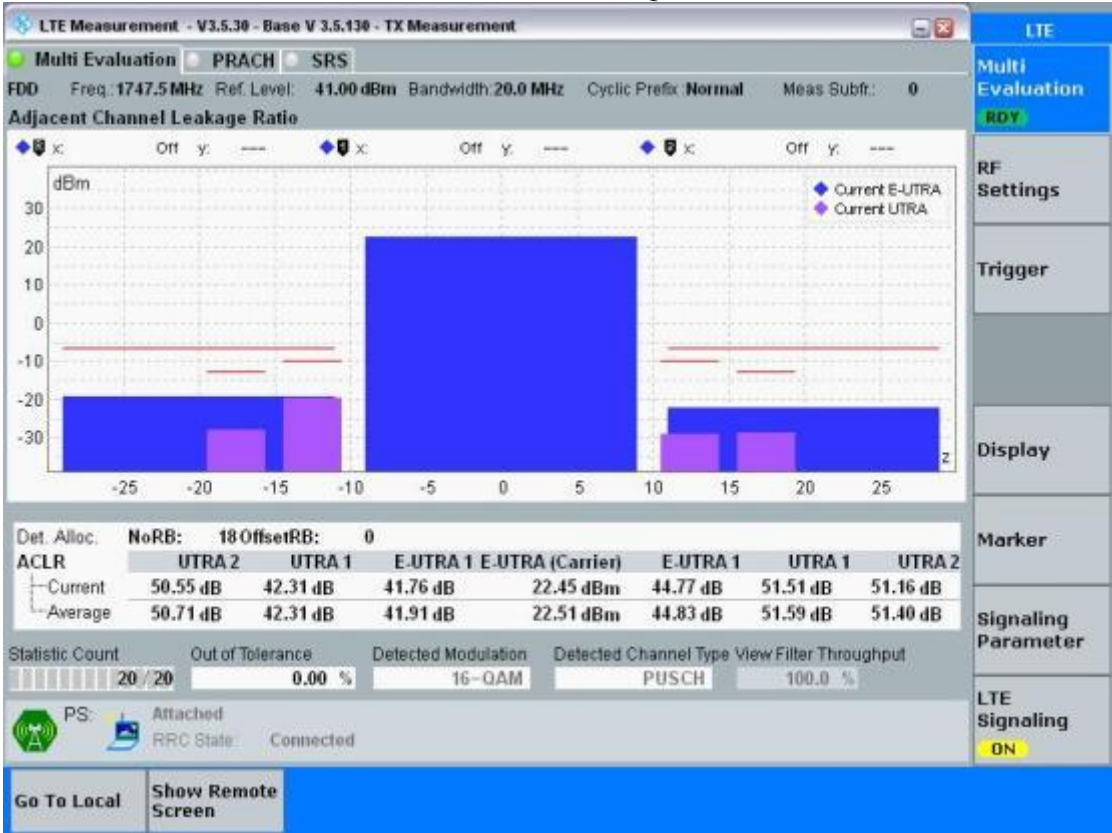 LTE Measurement - V3.5.30 - Base V 3.5.130 - TX Measurement
LTE
Multi Evaluation PRACH SRS
FDD Freq.: 1747.5 MHz Ref. Level: 41.00 dBm Bandwidth: 20.0 MHz Cyclic Prefix: Normal Meas Subfr.: 0
Adjacent Channel Leakage Ratio
x: Off y: --- x: Off y: --- x: Off y: ---
dBm
Current E-UTRA
Current UTRA
30
20
10
0
-10
-20
-30
z
-25 -20 -15 -10 -5 0 5 10 15 20 25
Det. Alloc. NoRB: 18 OffsetRB: 0
ACLR UTRA 2 UTRA 1 E-UTRA 1 E-UTRA (Carrier) E-UTRA 1 UTRA 1 UTRA 2
Current 50.55 dB 42.31 dB 41.76 dB 22.45 dBm 44.77 dB 51.51 dB 51.16 dB
Average 50.71 dB 42.31 dB 41.91 dB 22.51 dBm 44.83 dB 51.59 dB 51.40 dB
Statistic Count Out of Tolerance Detected Modulation Detected Channel Type View Filter Throughput
20 / 20 0.00 % 16-QAM PUSCH 100.0 %
PS: Attached
RRC State: Connected
Multi
Evaluation
RDY
RF
Settings
Trigger
Display
Marker
Signaling
Parameter
LTE
Signaling
ON
Go To Local
Show Remote
Screen